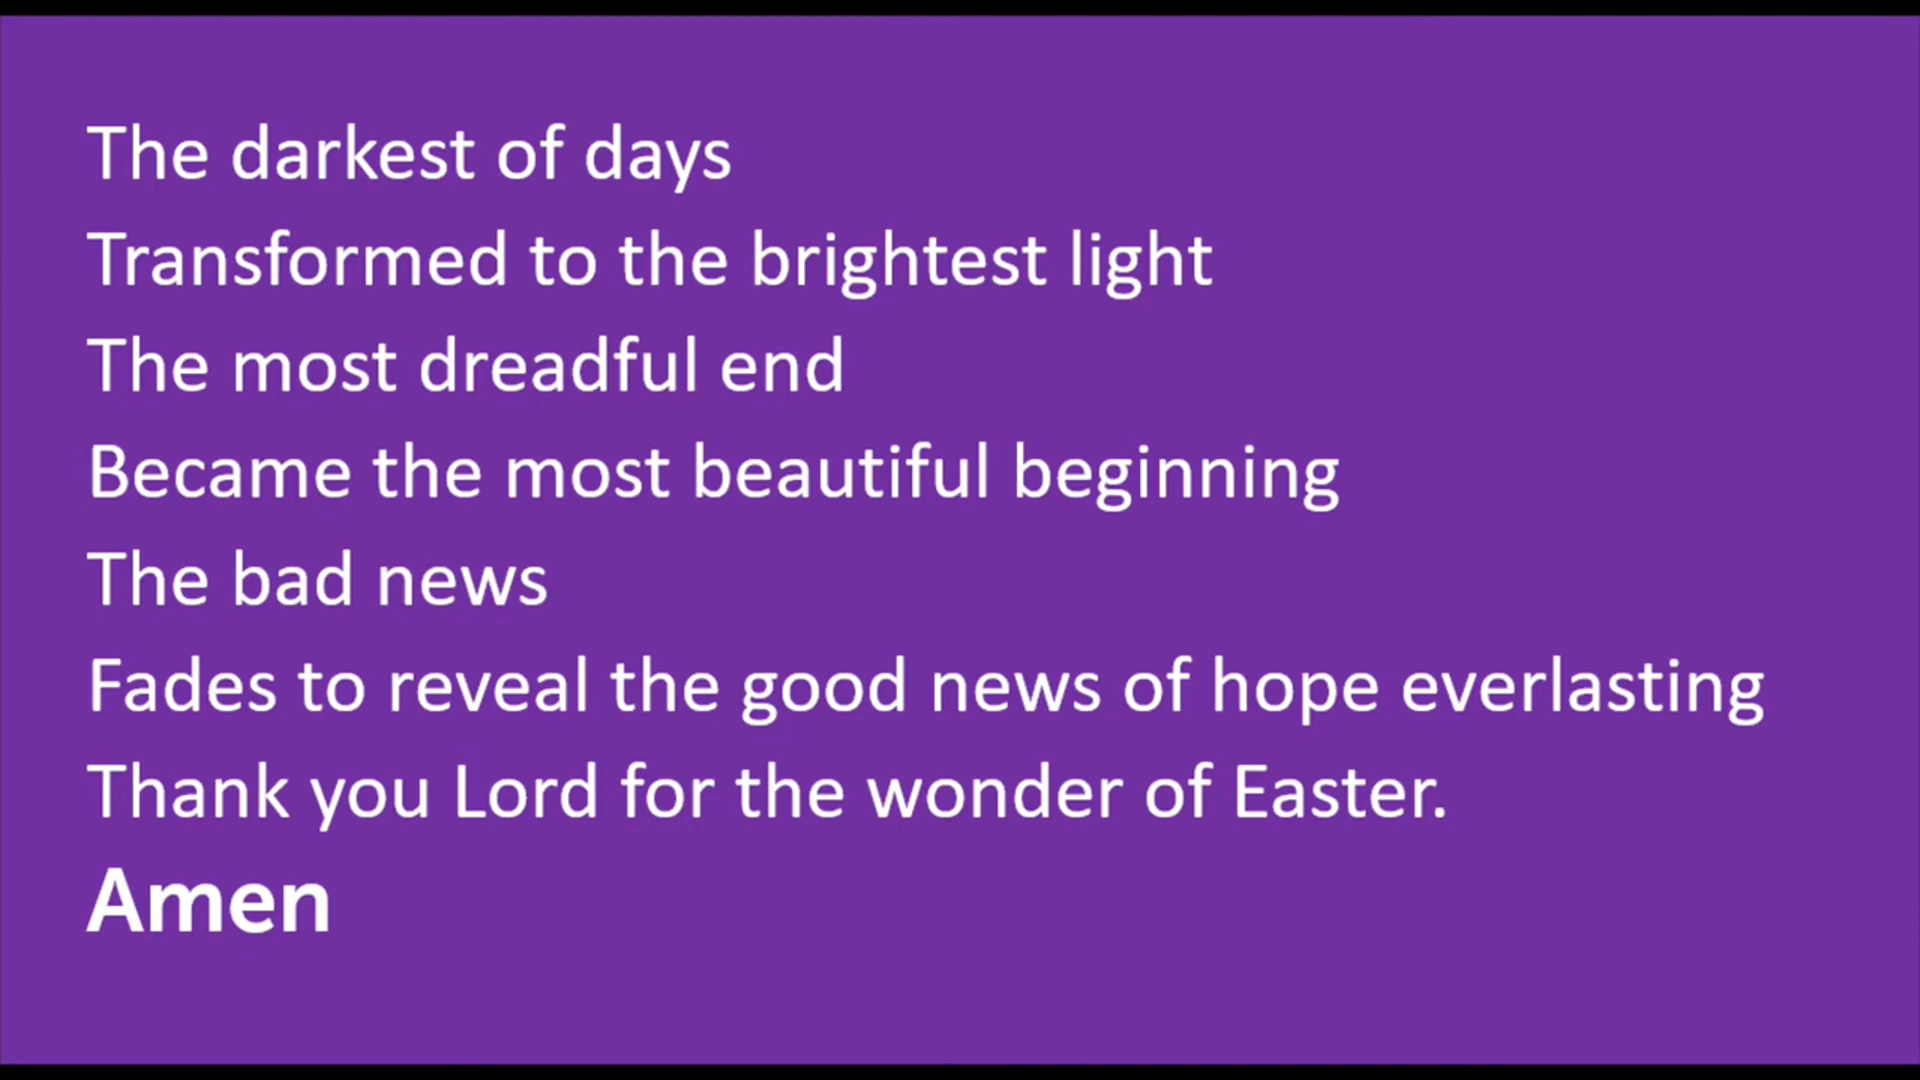 The darkest of days
Transformed to the brightest light
The most dreadful end
Became the most beautiful beginning
The bad news
Fades to reveal the good news of hope everlasting
Thank you Lord for the wonder of Easter.
Amen